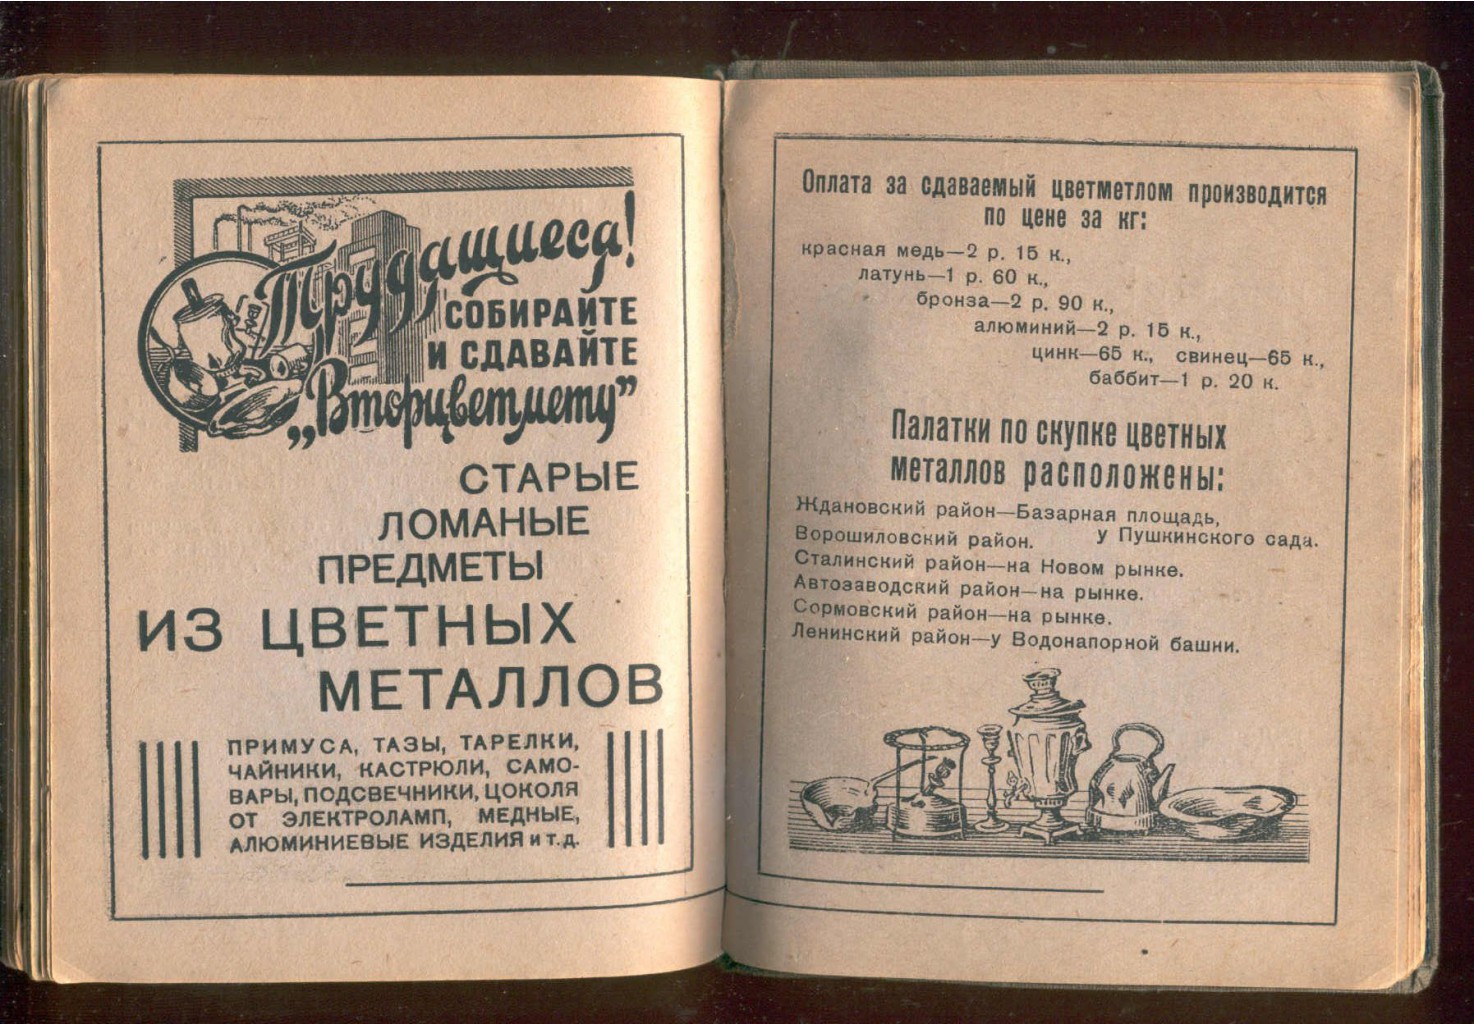 Трудащиеса!
СОБИРАЙТЕ
И СДАВАЙТЕ
„Вторцветмету"
СТАРЫЕ
ЛОМАНЫЕ
ПРЕДМЕТЫ
ИЗ ЦВЕТНЫХ
МЕТАЛЛОВ
ПРИМУСА, ТАЗЫ, ТАРЕЛКИ,
ЧАЙНИКИ, КАСТРЮЛИ, САМО-
ВАРЫ, ПОДСВЕЧНИКИ, ЦОКОЛЯ
ОТ ЭЛЕКТРОЛАМП, МЕДНЫЕ,
АЛЮМИНИЕВЫЕ ИЗДЕЛИЯ и т. д.
Оплата за сдаваемый цветметлом производится
по цене за кг:
красная медь—2 р. 15 к.,
латунь—1 р. 60 к.,
бронза—2 р. 90 к.,
алюминий—2 р. 15 к.,
цинк—65 к., свинец—65 к.,
баббит—1 р. 20 к.
Палатки по скупке цветных
металлов расположены:
Ждановский район—Базарная площадь,
Ворошиловский район. у Пушкинского сада.
Сталинский район—на Новом рынке.
Автозаводский район—на рынке.
Сормовский район—на рынке.
Ленинский район—у Водонапорной башни.